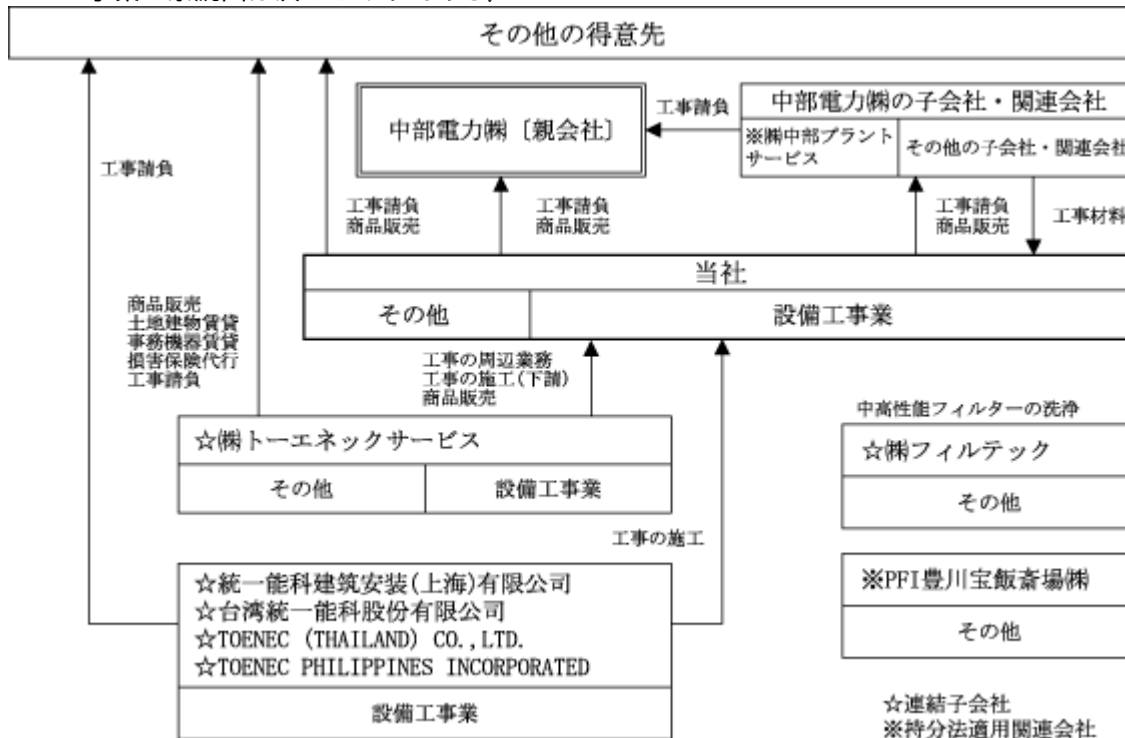 その他の得意先
中部電力㈱〔親会社〕
工事請負
中部電力㈱の子会社・関連会社
※㈱中部プラント
サービス
その他の子会社・関連会社
工事請負
工事請負
商品販売
工事請負
商品販売
工事請負
商品販売
工事材料
当社
その他
設備工事業
商品販売
土地建物賃貸
事務機器賃貸
損害保険代行
工事請負
工事の周辺業務
工事の施工(下請)
商品販売
☆㈱トーエネックサービス
その他
設備工事業
中高性能フィルターの洗浄
☆㈱フィルテック
その他
工事の施工
☆統一能科建筑安装(上海)有限公司
☆台湾統一能科股份有限公司
☆TOENEC (THAILAND) CO.,LTD.
☆TOENEC PHILIPPINES INCORPORATED
設備工事業
※PFI豊川宝飯斎場㈱
その他
☆連結子会社
※持分法適用関連会社